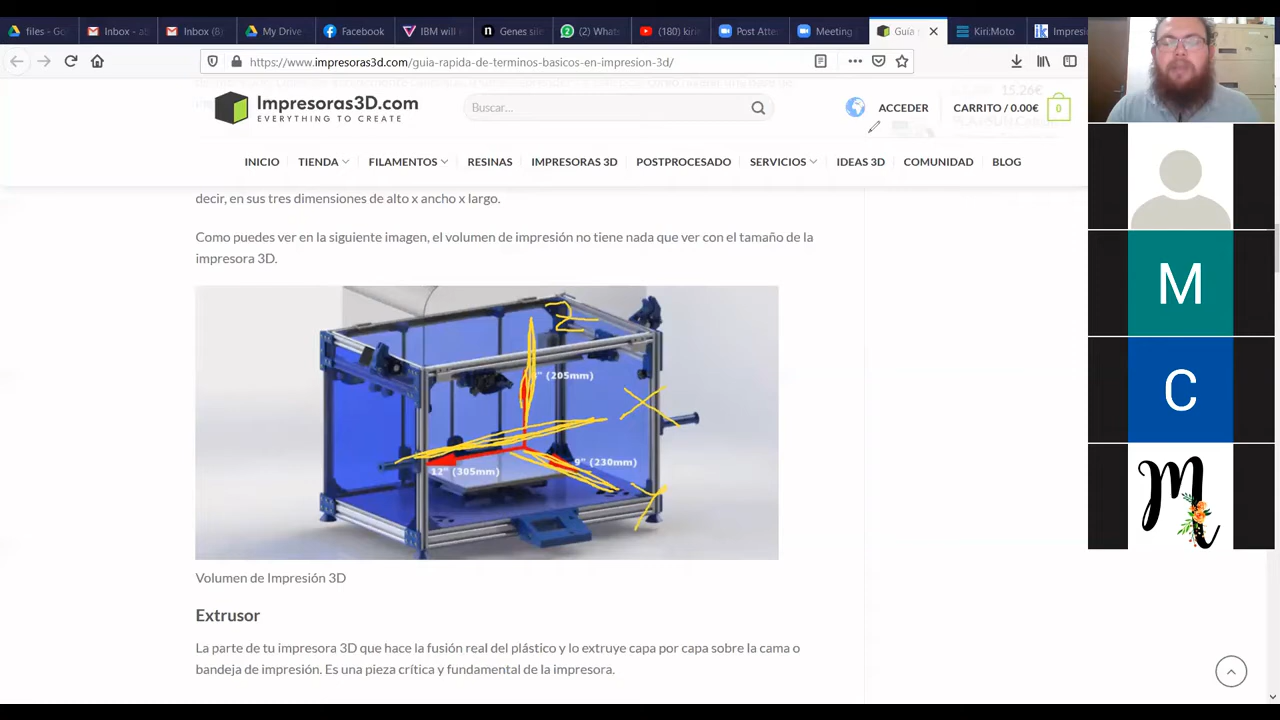 files - Go
Inbox - ab
Inbox (8)
My Drive
Facebook
IBM will
Genes sile
(2) Whats
(180) kirin
Post Atte
Meeting
Guía
Kiri:Moto
Impresi
https://www.impresoras3d.com/guia-rapida-de-terminos-basicos-en-impresion-3d/
15.26€
Impresoras3D.com
EVERYTHING TO CREATE
Buscar...
ACCEDER
CARRITO / 0.00€
0
INICIO
TIENDA
FILAMENTOS
RESINAS
IMPRESORAS 3D
POSTPROCESADO
SERVICIOS
IDEAS 3D
COMUNIDAD
BLOG
decir, en sus tres dimensiones de alto x ancho x largo.
Como puedes ver en la siguiente imagen, el volumen de impresión no tiene nada que ver con el tamaño de la
impresora 3D.
Z
(205mm)
X
12" (305mm)
9" (230mm)
Y
Volumen de Impresión 3D
Extrusor
La parte de tu impresora 3D que hace la fusión real del plástico y lo extruye capa por capa sobre la cama o
bandeja de impresión. Es una pieza crítica y fundamental de la impresora.
M
C
M